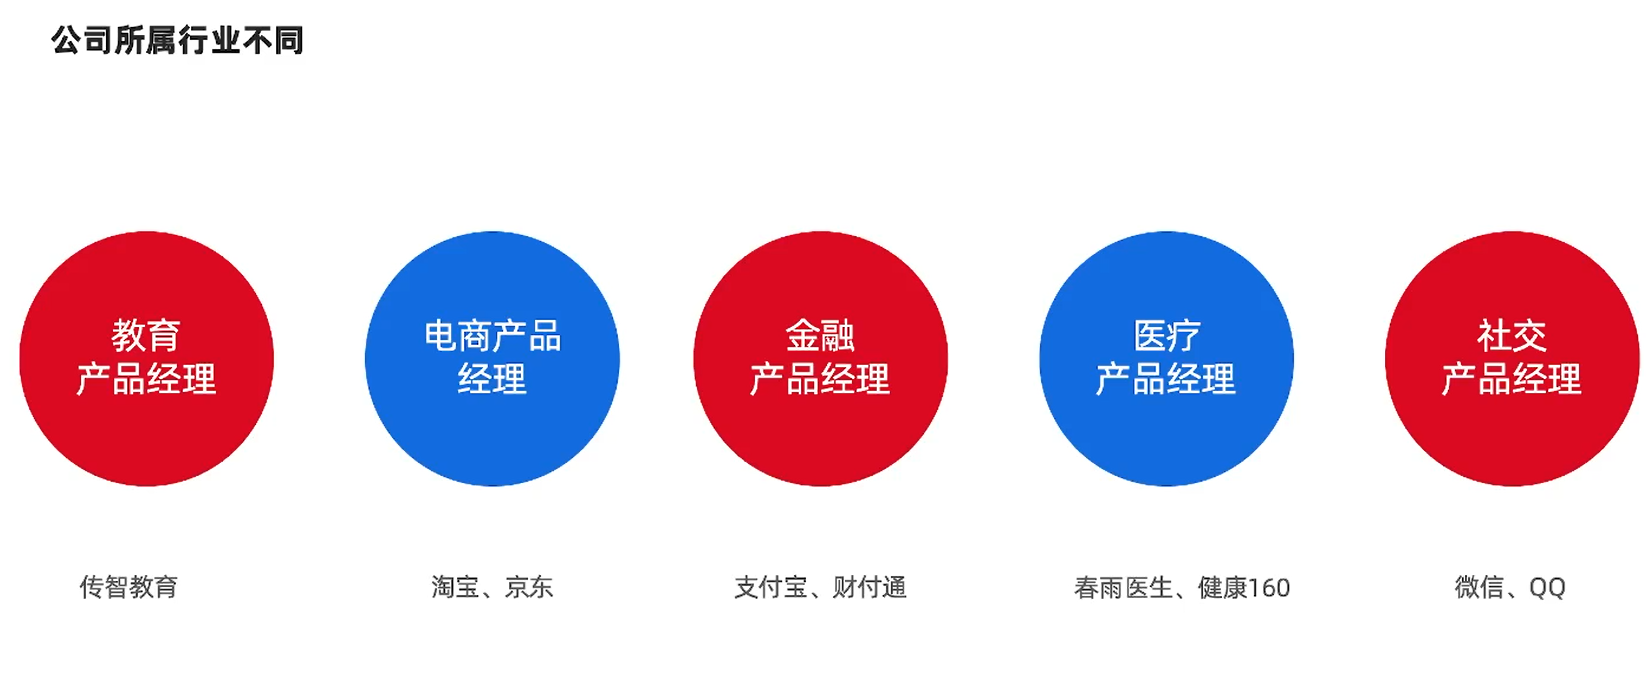 公司所属行业不同
教育
产品经理
电商产品
经理
金融
产品经理
医疗
产品经理
社交
产品经理
传智教育
淘宝、京东
支付宝、财付通
春雨医生、健康160
微信、QQ